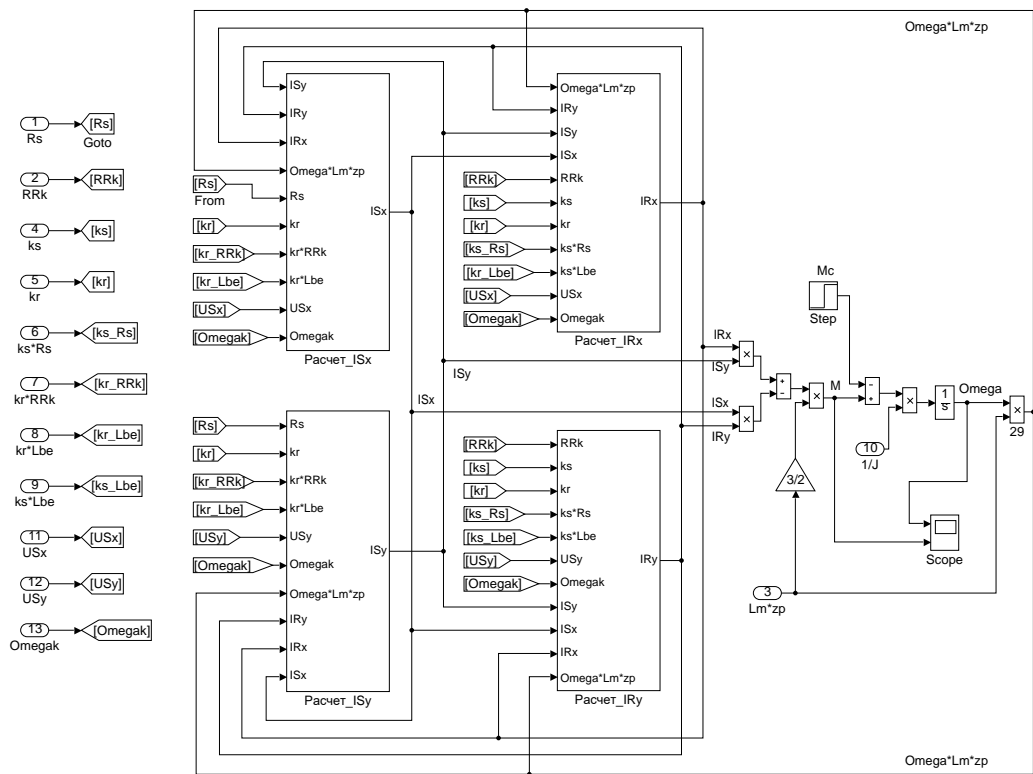 Omega*Lm*zp
1
Rs
[Rs]
Goto
2
RRk
[RRk]
4
ks
[ks]
5
kr
[kr]
6
ks*Rs
[ks_Rs]
7
kr*RRk
[kr_RRk]
8
kr*Lbe
[kr_Lbe]
9
ks*Lbe
[ks_Lbe]
11
USx
[USx]
12
USy
[USy]
13
Omegak
[Omegak]
[Rs]
From
[kr]
[kr_RRk]
[kr_Lbe]
[USx]
[Omegak]
ISy
IRy
IRx
Omega*Lm*zp
Rs
kr
kr*RRk
kr*Lbe
USx
Omegak
ISx
Расчет_ISx
[RRk]
[ks]
[kr]
[ks_Rs]
[kr_Lbe]
[USx]
[Omegak]
Omega*Lm*zp
IRy
ISy
ISx
RRk
ks
kr
ks*Rs
ks*Lbe
USx
Omegak
IRx
Расчет_IRx
ISy
ISx
[Rs]
[kr]
[kr_RRk]
[kr_Lbe]
[USy]
[Omegak]
Rs
kr
kr*RRk
kr*Lbe
USy
Omegak
Omega*Lm*zp
IRy
IRx
ISx
ISy
Расчет_ISy
[RRk]
[ks]
[kr]
[ks_Rs]
[ks_Lbe]
[USy]
[Omegak]
RRk
ks
kr
ks*Rs
ks*Lbe
USy
Omegak
ISy
ISx
IRx
Omega*Lm*zp
IRy
Расчет_IRy
IRx
ISy
ISx
IRy
×
×
+
−
×
M
Mc
Step
−
+
×
10
1/J
1
s
Omega
×
29
3/2
Scope
3
Lm*zp
Omega*Lm*zp